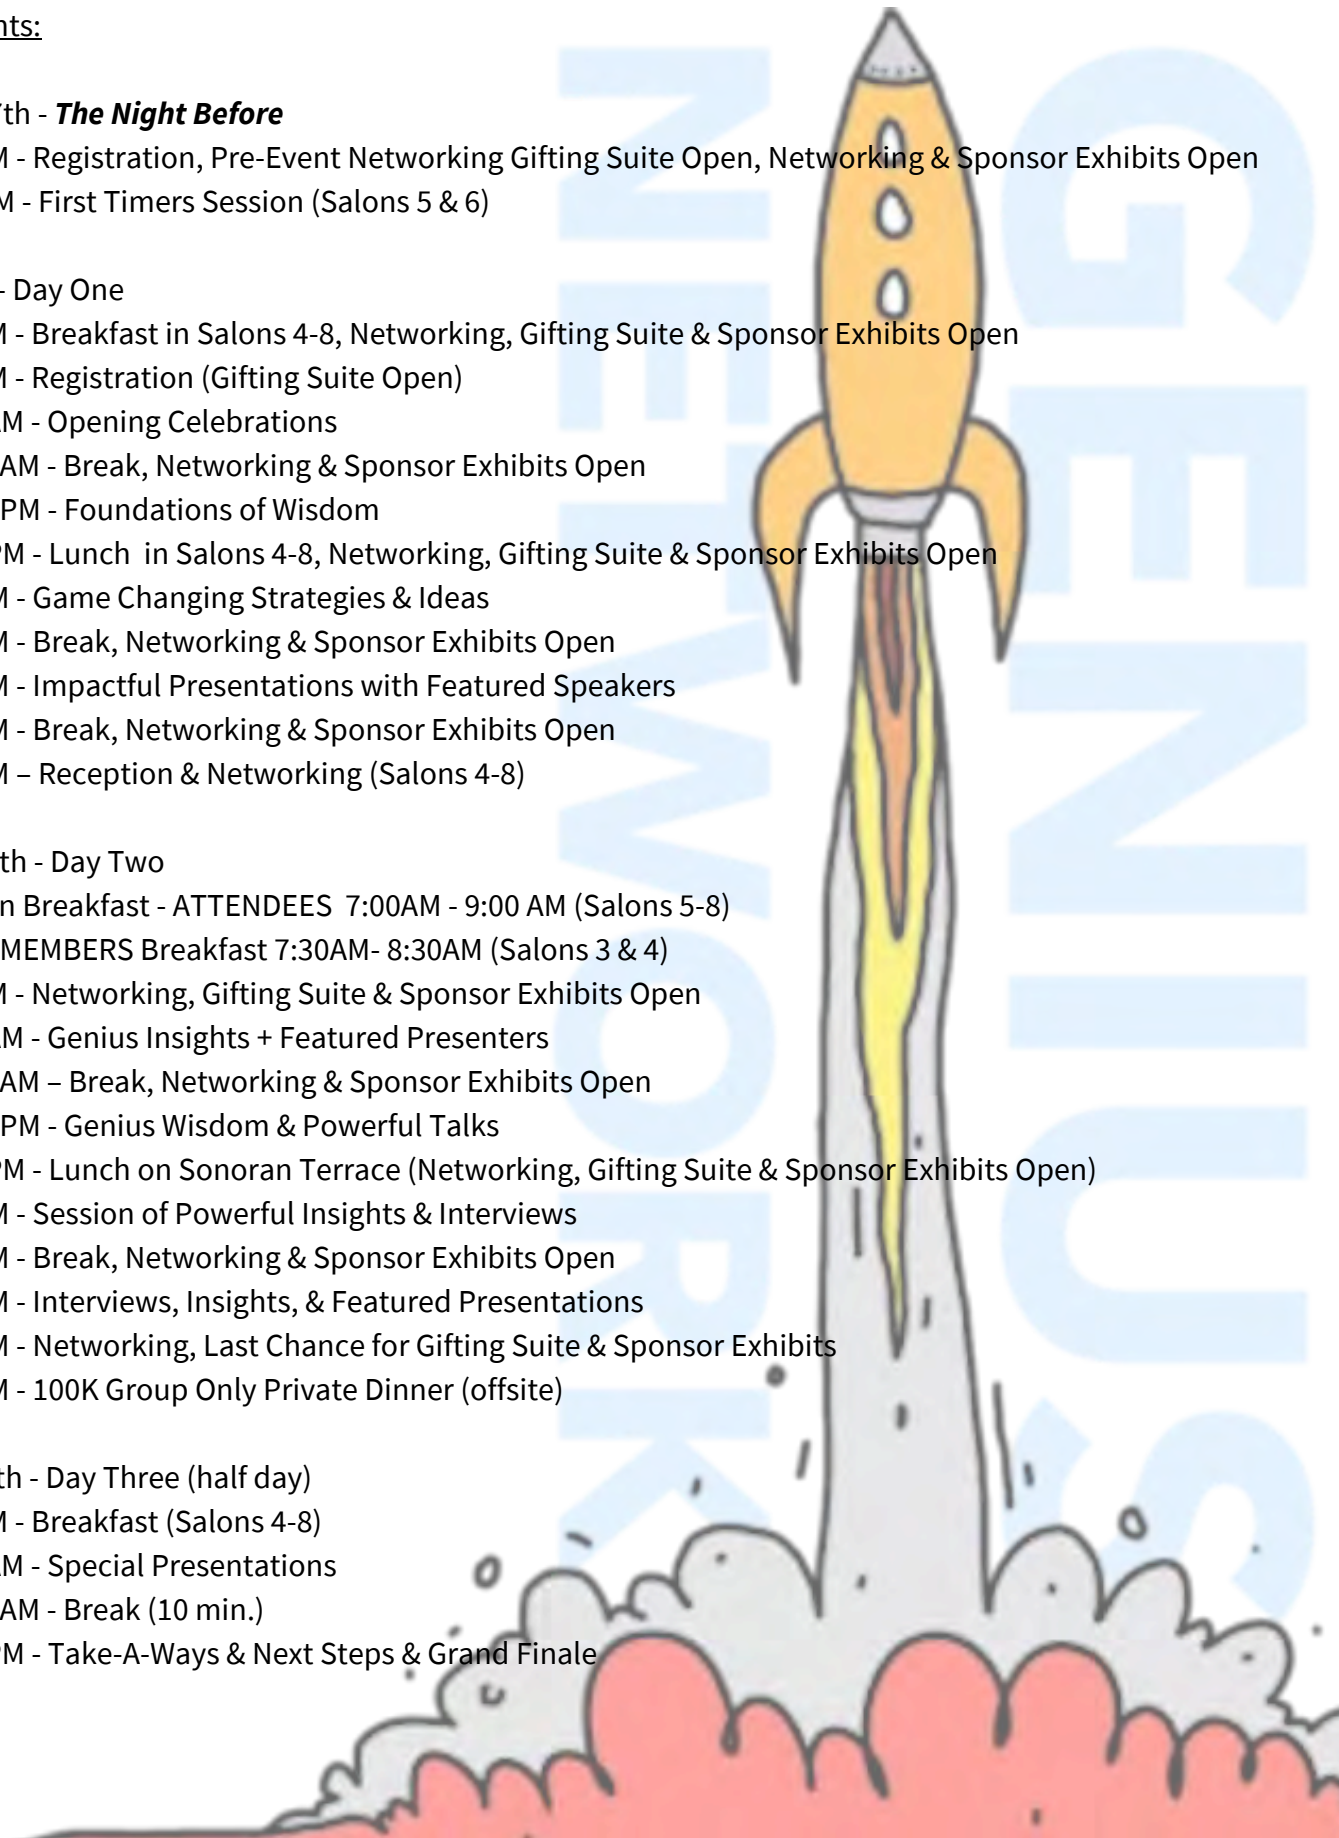 nts:
7th - The Night Before
M - Registration, Pre-Event Networking Gifting Suite Open, Networking & Sponsor Exhibits Open
M - First Timers Session (Salons 5 & 6)
- Day One
M - Breakfast in Salons 4-8, Networking, Gifting Suite & Sponsor Exhibits Open
M - Registration (Gifting Suite Open)
AM - Opening Celebrations
AM - Break, Networking & Sponsor Exhibits Open
PM - Foundations of Wisdom
PM - Lunch  in Salons 4-8, Networking, Gifting Suite & Sponsor Exhibits Open
M - Game Changing Strategies & Ideas
M - Break, Networking & Sponsor Exhibits Open
M - Impactful Presentations with Featured Speakers
M - Break, Networking & Sponsor Exhibits Open
M – Reception & Networking (Salons 4-8)
th - Day Two
n Breakfast - ATTENDEES  7:00AM - 9:00 AM (Salons 5-8)
MEMBERS Breakfast 7:30AM- 8:30AM (Salons 3 & 4)
M - Networking, Gifting Suite & Sponsor Exhibits Open
AM - Genius Insights + Featured Presenters
AM – Break, Networking & Sponsor Exhibits Open
PM - Genius Wisdom & Powerful Talks
PM - Lunch on Sonoran Terrace (Networking, Gifting Suite & Sponsor Exhibits Open)
M - Session of Powerful Insights & Interviews
M - Break, Networking & Sponsor Exhibits Open
M - Interviews, Insights, & Featured Presentations
M - Networking, Last Chance for Gifting Suite & Sponsor Exhibits
M - 100K Group Only Private Dinner (offsite)
th - Day Three (half day)
M - Breakfast (Salons 4-8)
AM - Special Presentations
AM - Break (10 min.)
PM - Take-A-Ways & Next Steps & Grand Finale
GENIUS
NETWORK